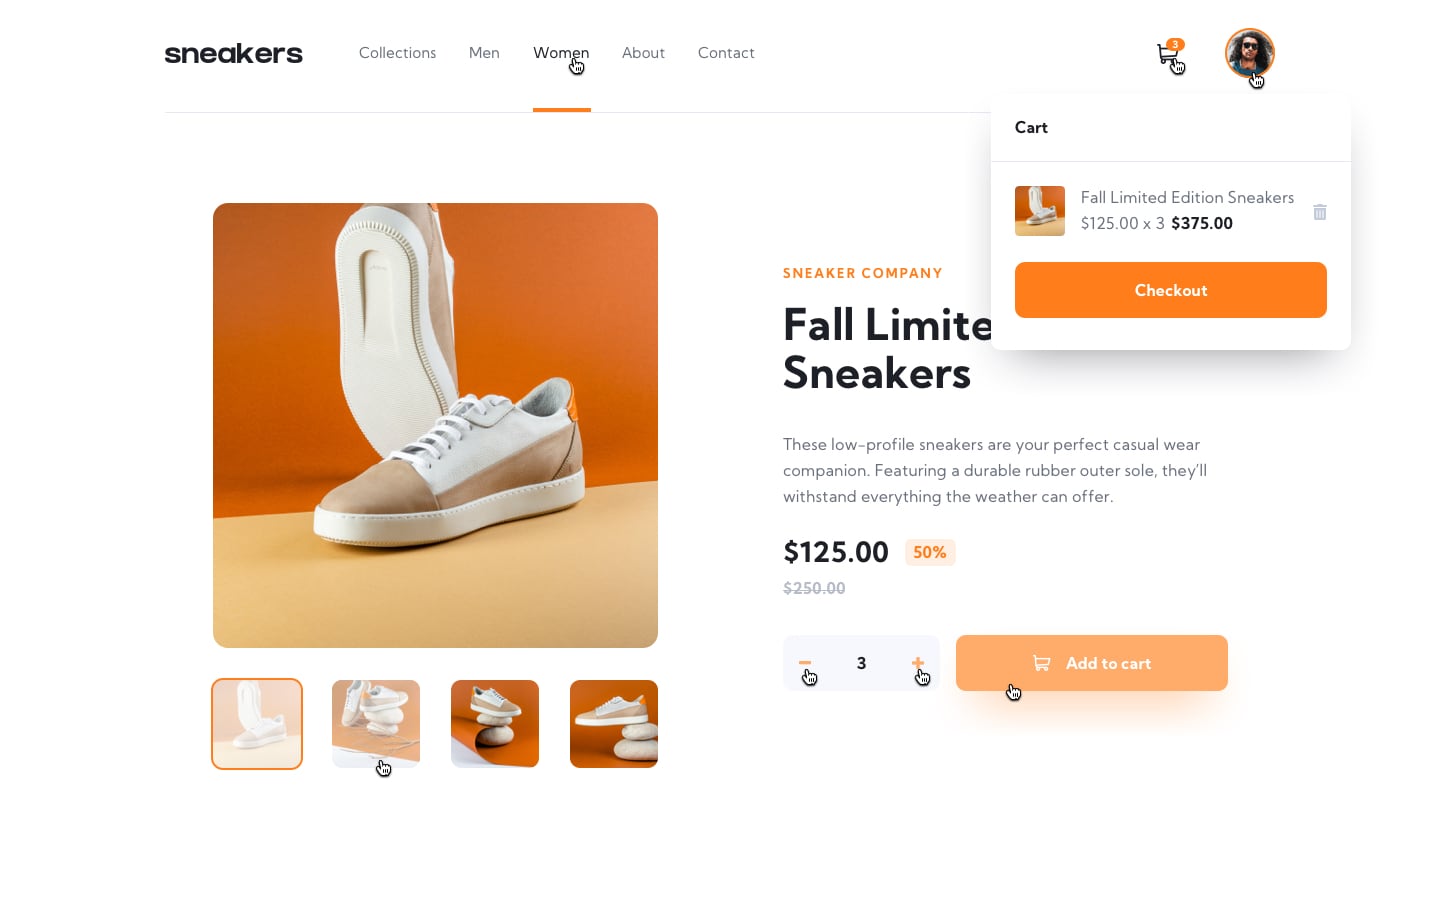 sneakers
Collections
Men
Women
About
Contact
3
Cart
Fall Limited Edition Sneakers
$125.00 x 3 $375.00
Checkout
SNEAKER COMPANY
Fall Limite
Sneakers
These low-profile sneakers are your perfect casual wear
companion. Featuring a durable rubber outer sole, they’ll
withstand everything the weather can offer.
$125.00 50%
$250.00
3
Add to cart